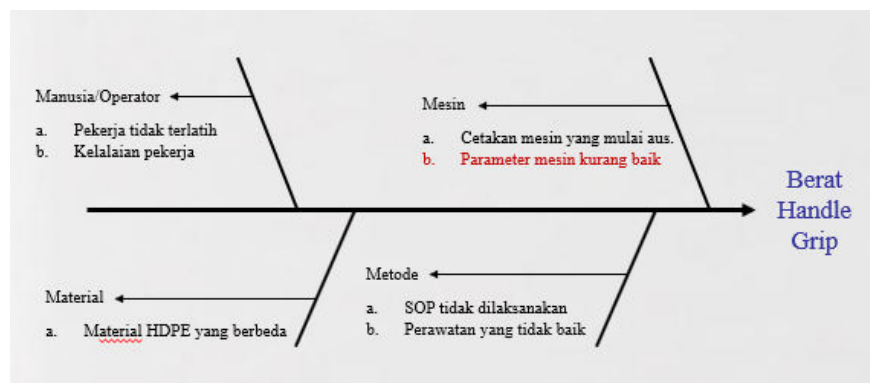 Manusia/Operator
a. Pekerja tidak terlatih
b. Kelalaian pekerja
Mesin
a. Cetakan mesin yang mulai aus.
b. Parameter mesin kurang baik
Berat
Handle
Grip
Material
a. Material HDPE yang berbeda
Metode
a. SOP tidak dilaksanakan
b. Perawatan yang tidak baik